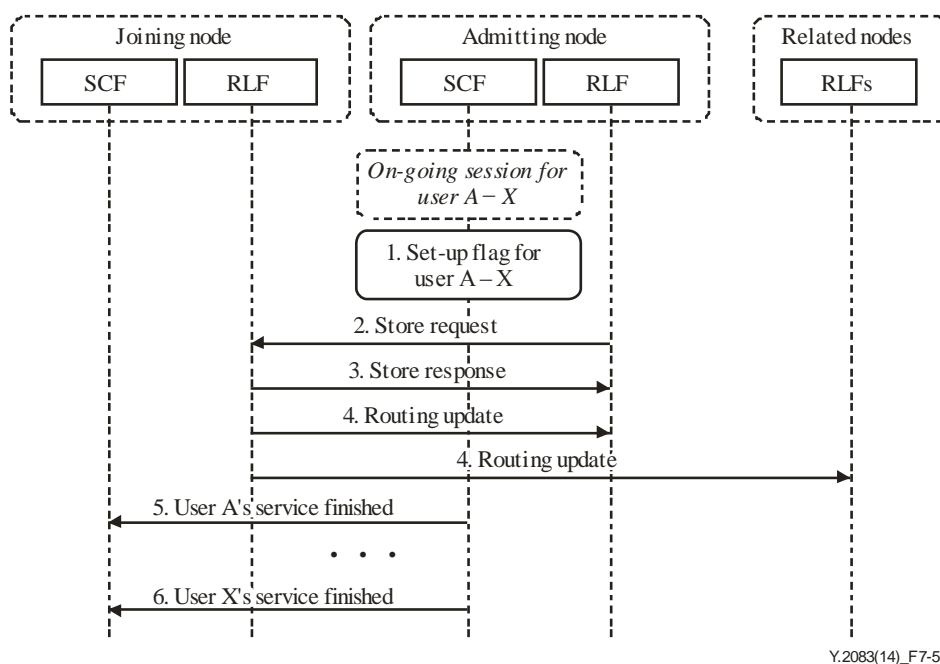 Joining node
Admitting node
Related nodes
SCF
RLF
SCF
RLF
RLFs
On-going session for
user A – X
1. Set-up flag for
user A – X
2. Store request
3. Store response
4. Routing update
4. Routing update
5. User A's service finished
. . .
6. User X's service finished
Y.2083(14)_F7-5